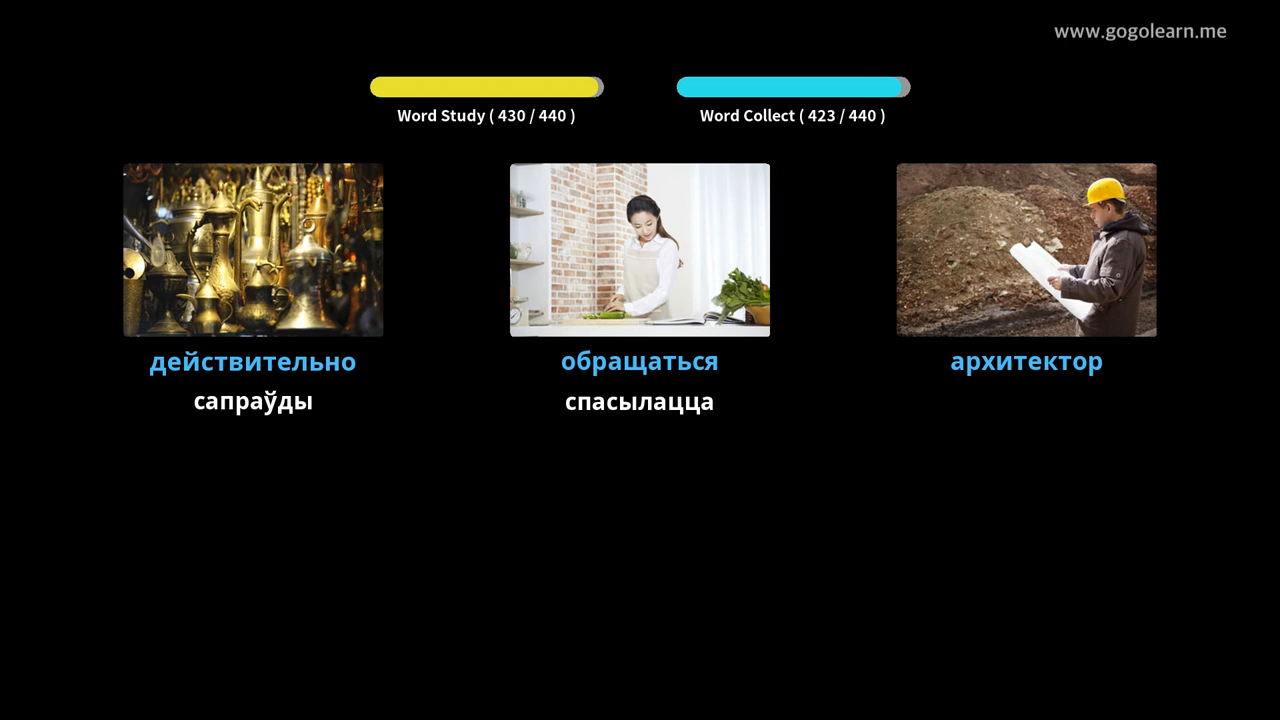 www.gogolearn.me
Word Study ( 430 / 440 )
Word Collect ( 423 / 440 )
действительно
обращаться
архитектор
сапраўды
спасылацца